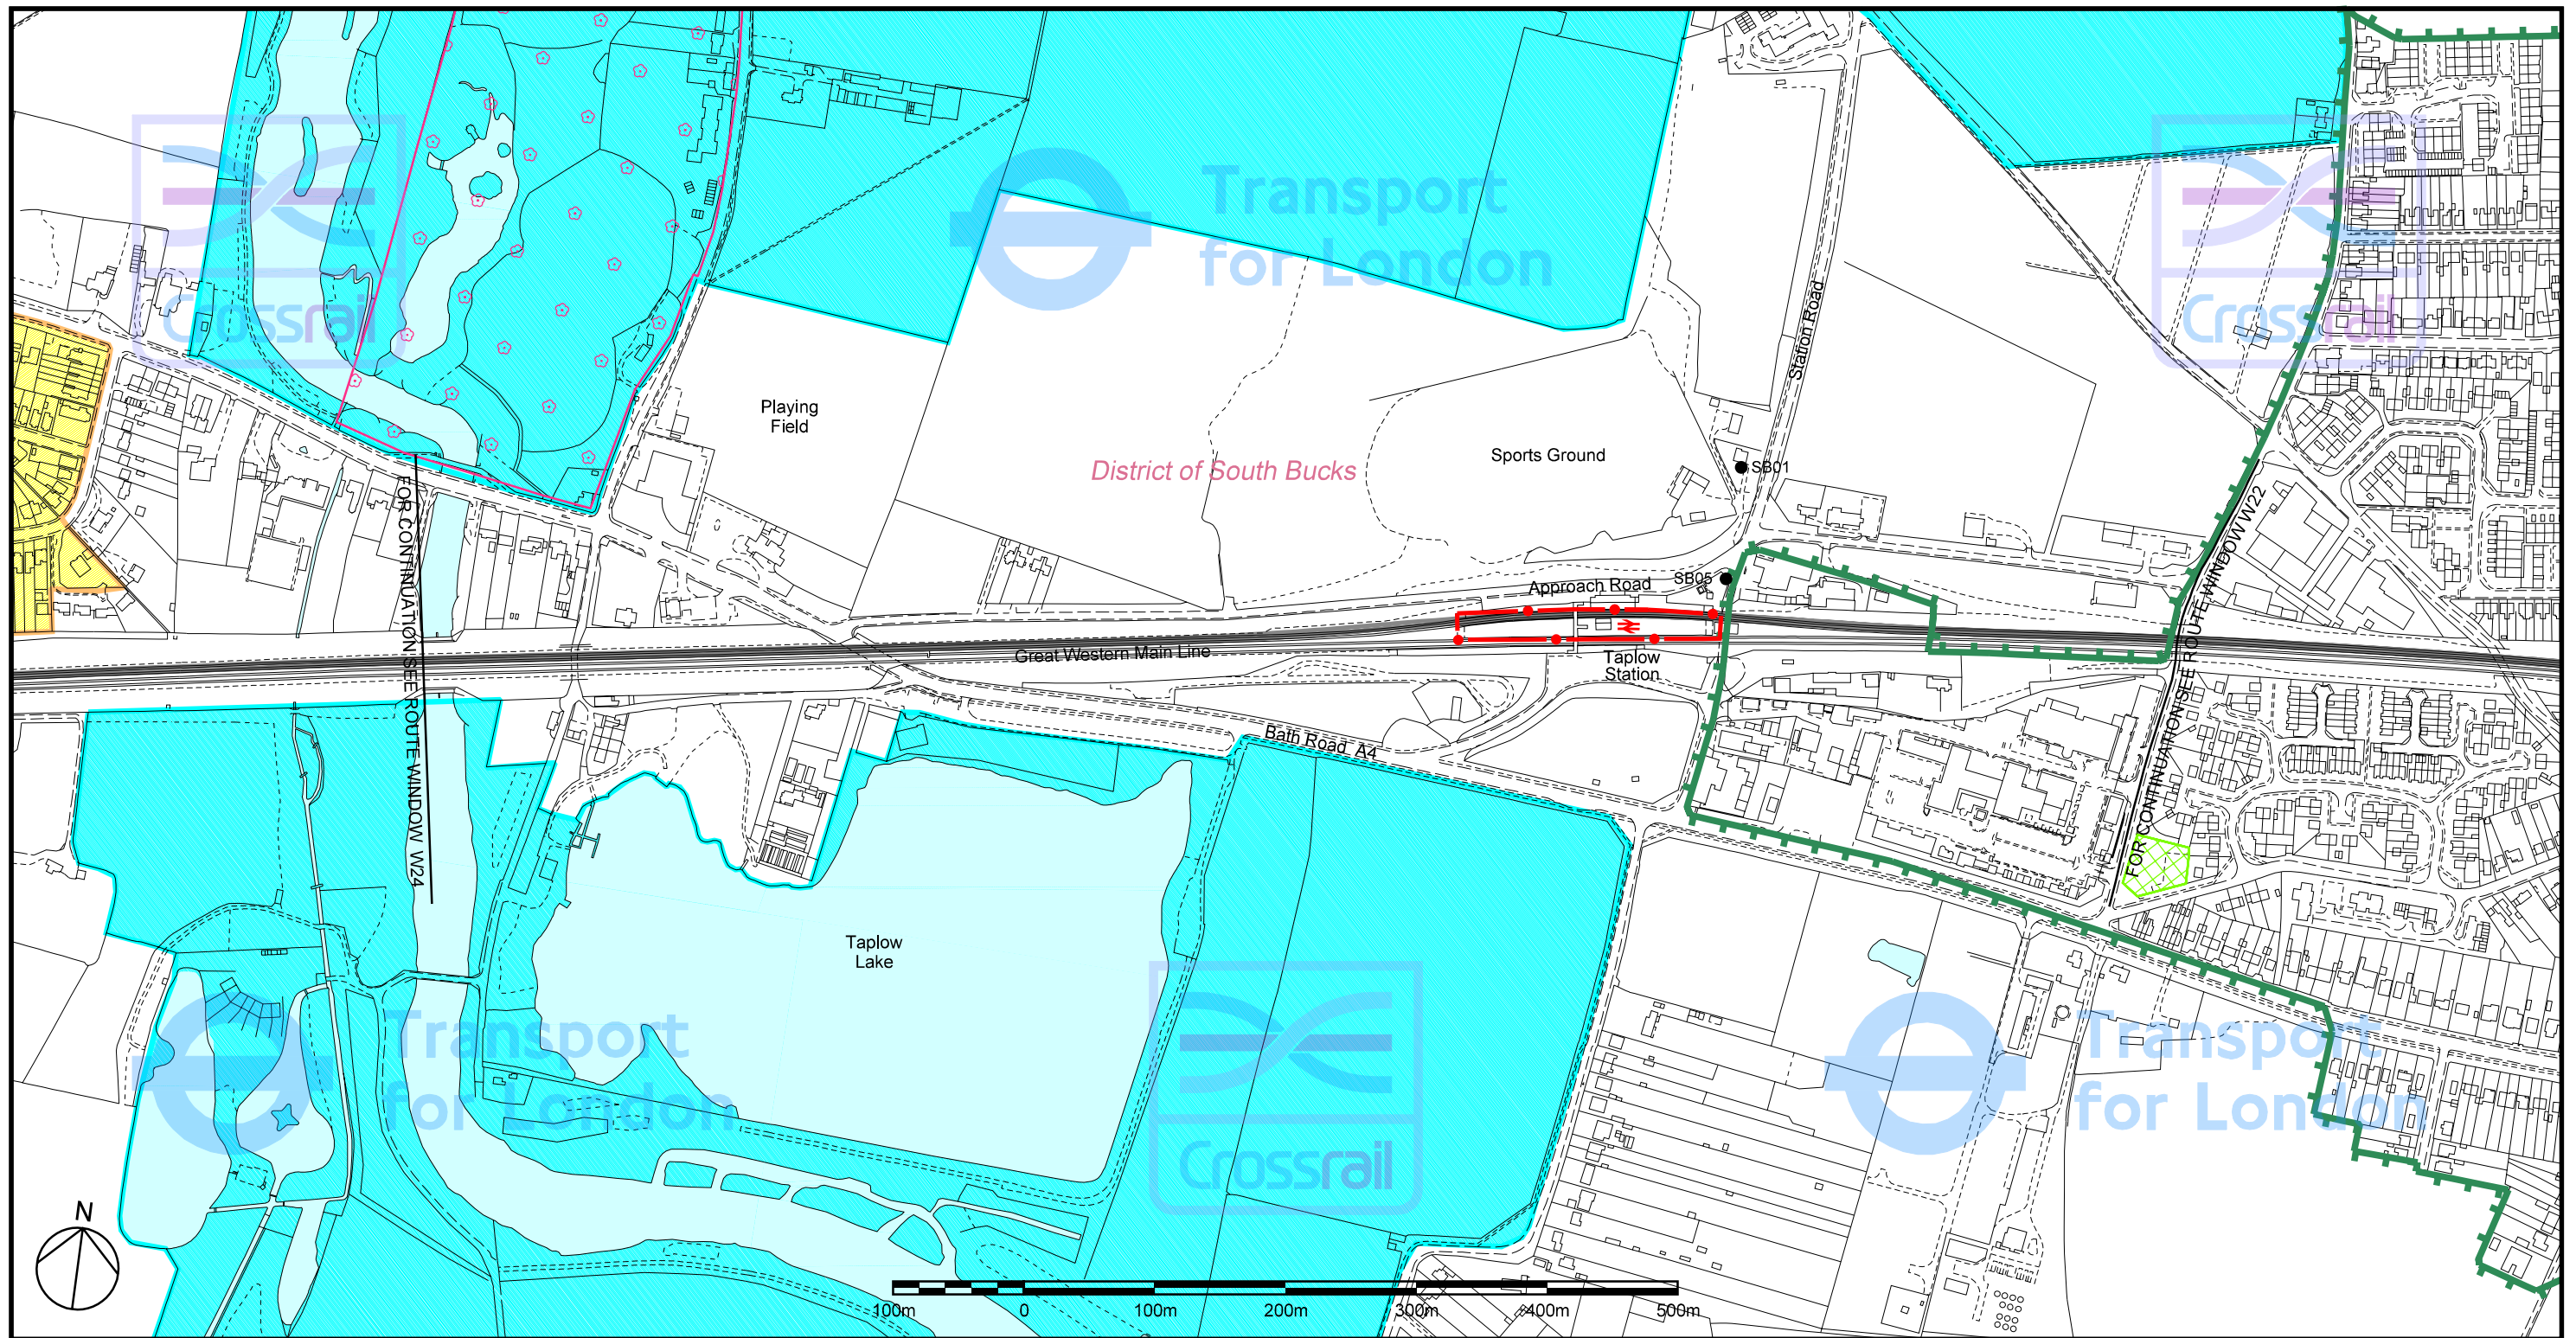 Transport
for London
Crossrail
Crossrail
Station Road
Playing
Field
District of South Bucks
Sports Ground
SB01
FOR CONTINUATION SEE ROUTE WINDOW W24
FOR CONTINUATION SEE ROUTE WINDOW W22
Approach Road
SB05
Great Western Main Line
Taplow
Station
Bath Road, A4
Taplow
Lake
Transport
for London
Crossrail
Transport
for London
N
100m 0 100m 200m 300m 400m 500m